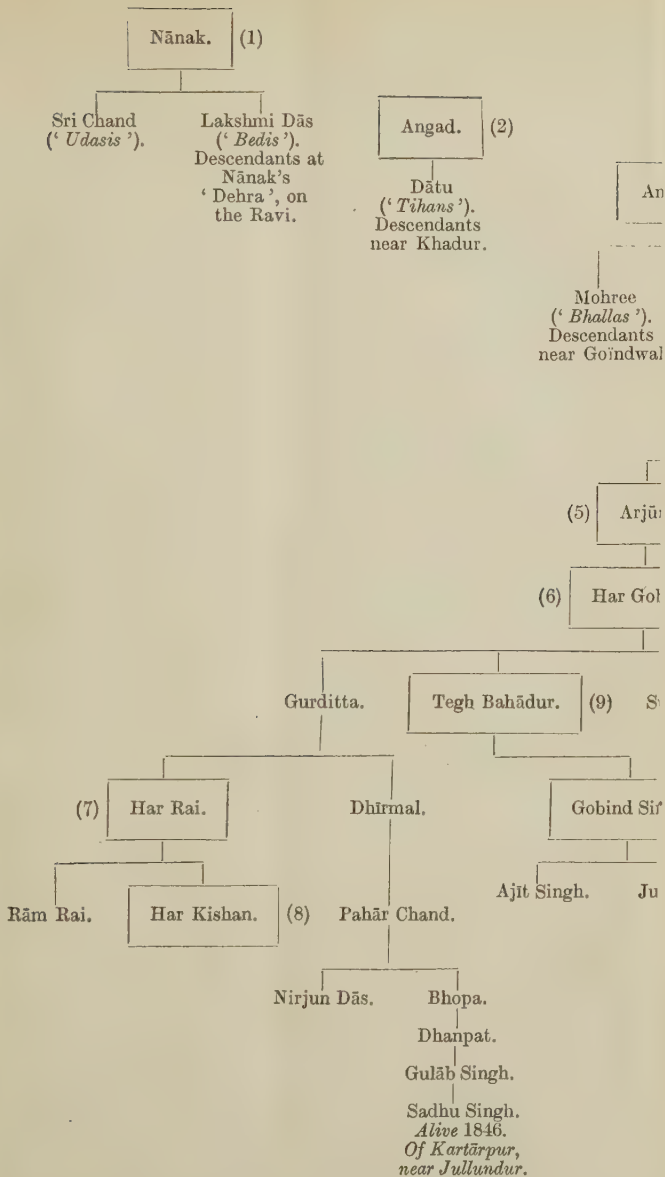 Nānak. (1)
Sri Chand
(‘ Udasis ’).
Lakshmi Dās
(‘ Bedis ’).
Descendants at
Nānak's
‘ Dehra ’, on
the Ravi.
Angad. (2)
Dātu
(‘ Tihans ’).
Descendants
near Khadur.
Mohree
(‘ Bhallas ’).
Descendants
near Goïndwal
(5)
(6) Har
Gurditta.
Tegh Bahādur. (9)
(7) Har Rai.
Dhīrmal.
Gobind
Rām Rai.
Har Kishan. (8)
Pahār Chand.
Ajīt Singh.
Nirjun Dās.
Bhopa.
Dhanpat.
Gulāb Singh.
Sadhu Singh.
Alive 1846.
Of Kartārpur,
near Jullundur.